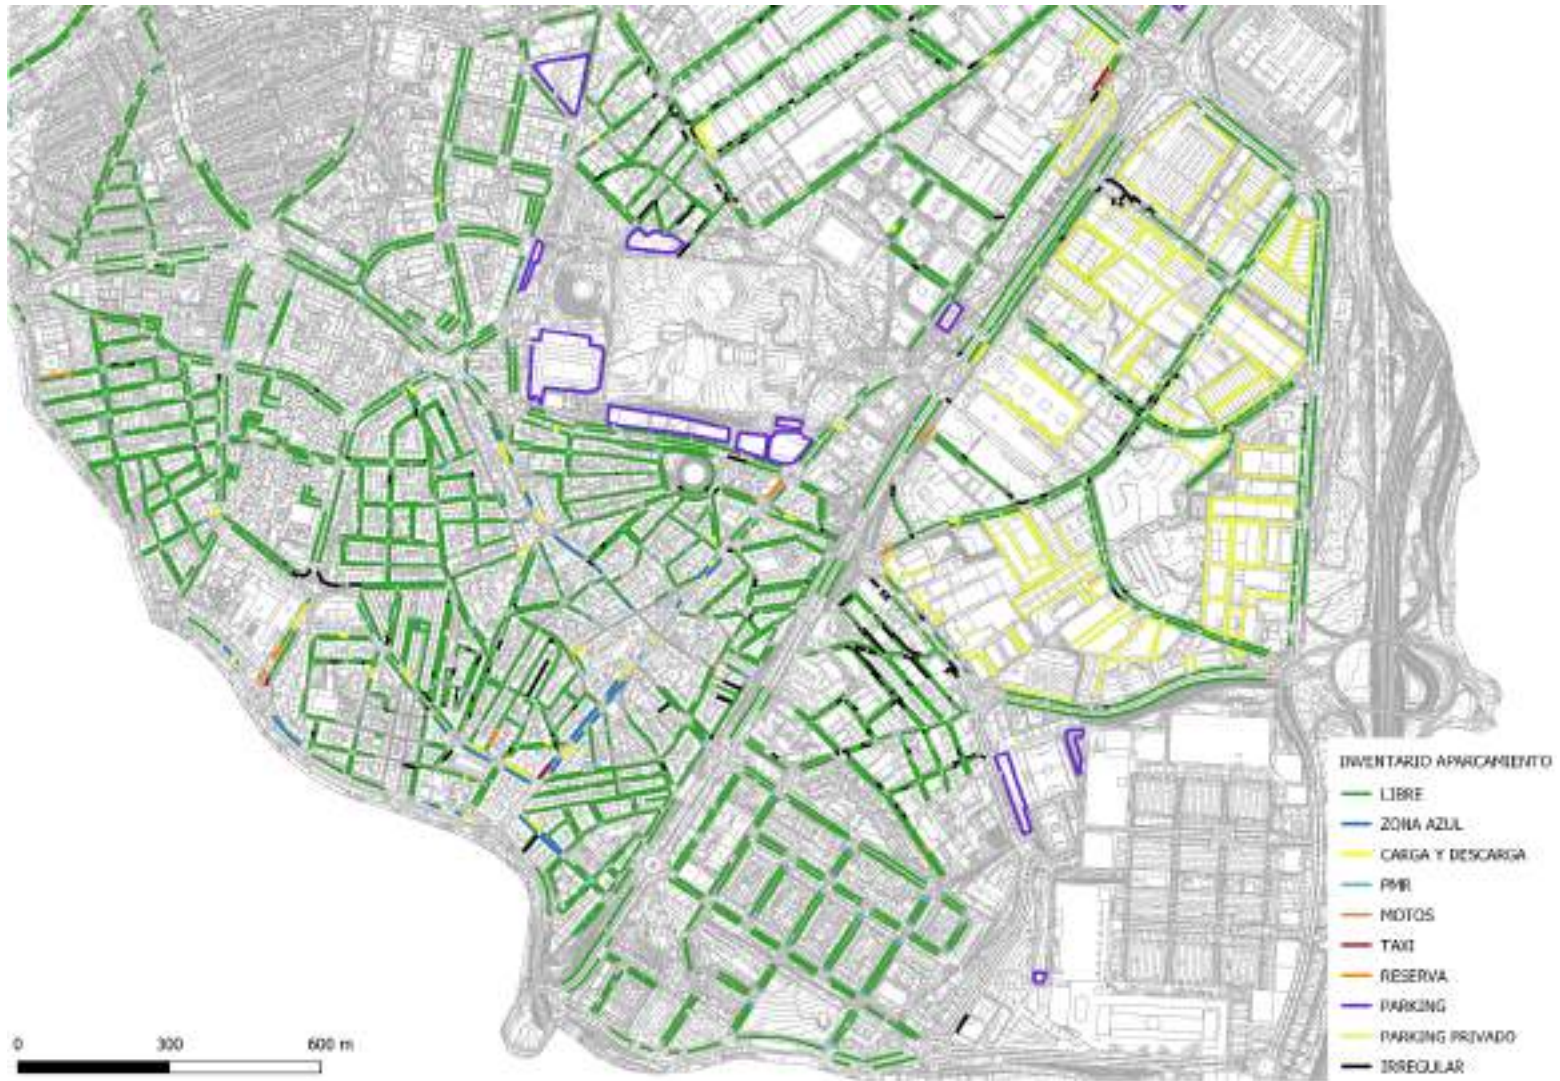 INVENTARIO APARCAMIENTO
LIBRE
ZONA AZUL
CARGA Y DESCARGA
PMR
MOTOS
TAXI
RESERVA
PARKING
PARKING PRIVADO
IRREGULAR
0 300 600 m